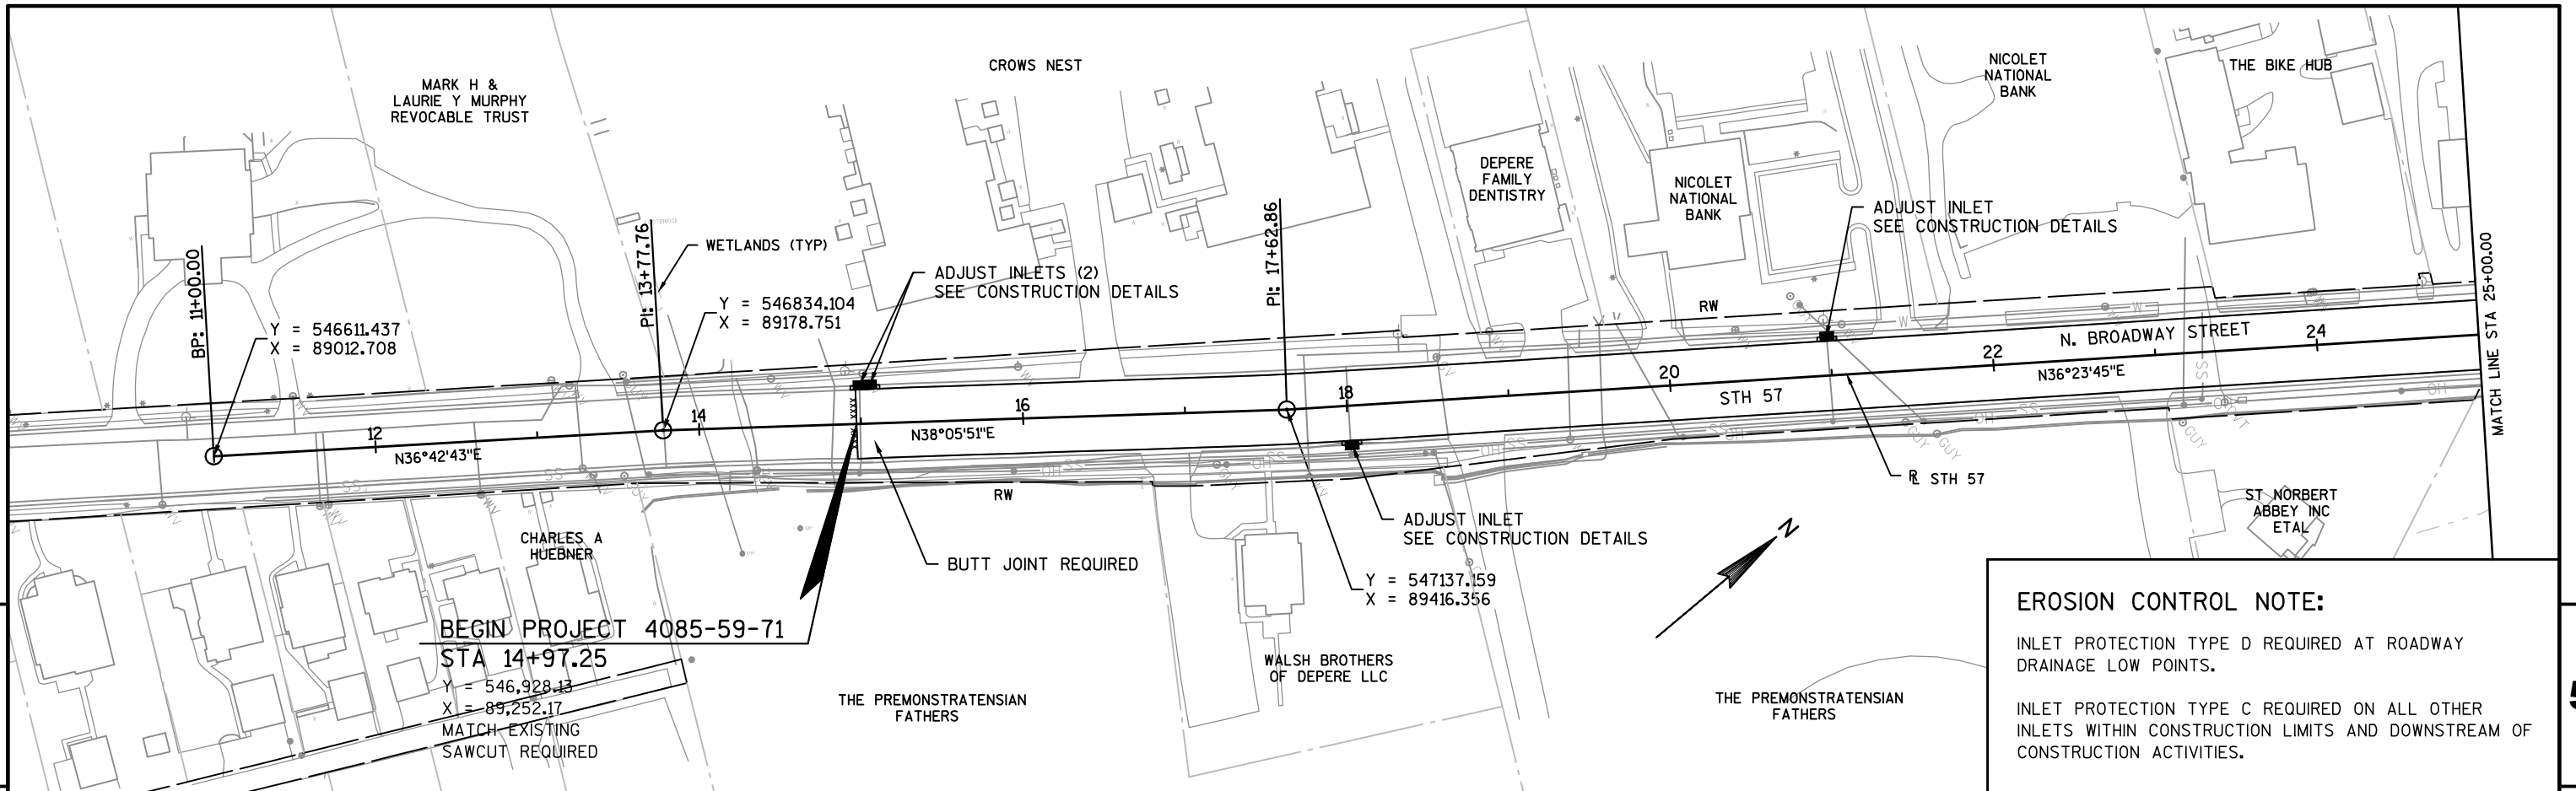 MARK H &
LAURIE Y MURPHY
REVOCABLE TRUST
CROWS NEST
NICOLET
NATIONAL
BANK
THE BIKE HUB
DEPERE
FAMILY
DENTISTRY
NICOLET
NATIONAL
BANK
ADJUST INLET
SEE CONSTRUCTION DETAILS
BP: 11+00.00
PI: 13+77.76
WETLANDS (TYP)
ADJUST INLETS (2)
SEE CONSTRUCTION DETAILS
PI: 17+62.86
MATCH LINE STA 25+00.00
Y = 546611.437
X = 89012.708
Y = 546834.104
X = 89178.751
RW
N. BROADWAY STREET
12
14
16
18
20
22
24
N36°42'43"E
N38°05'51"E
STH 57
N36°23'45"E
RW
STH 57
CHARLES A
HUEBNER
BUTT JOINT REQUIRED
ADJUST INLET
SEE CONSTRUCTION DETAILS
Y = 547137.159
X = 89416.356
N
ST NORBERT
ABBEY INC
ETAL
BEGIN PROJECT 4085-59-71
STA 14+97.25
Y = 546,928.13
X = 89,252.17
MATCH EXISTING
SAWCUT REQUIRED
THE PREMONSTRATENSIAN
FATHERS
WALSH BROTHERS
OF DEPERE LLC
THE PREMONSTRATENSIAN
FATHERS
EROSION CONTROL NOTE:
INLET PROTECTION TYPE D REQUIRED AT ROADWAY
DRAINAGE LOW POINTS.
INLET PROTECTION TYPE C REQUIRED ON ALL OTHER
INLETS WITHIN CONSTRUCTION LIMITS AND DOWNSTREAM OF
CONSTRUCTION ACTIVITIES.